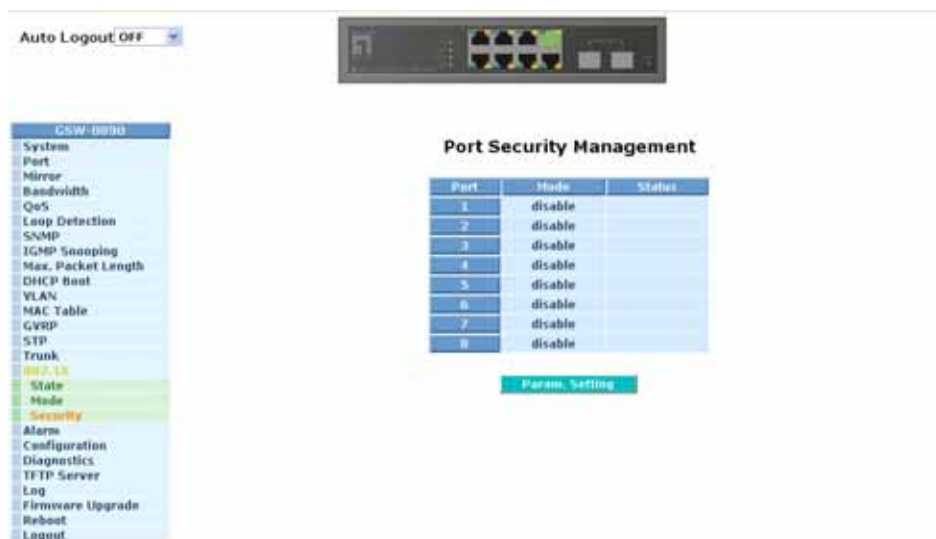 Auto Logout OFF
GSW-0890
System
Port
Mirror
Bandwidth
QoS
Loop Detection
SNMP
IGMP Snooping
Max. Packet Length
DHCP Boot
VLAN
MAC Table
GVRP
STP
Trunk
802.1X
State
Mode
Security
Alarm
Configuration
Diagnostics
TFTP Server
Log
Firmware Upgrade
Reboot
Logout
Port Security Management
Port Mode Status
1 disable
2 disable
3 disable
4 disable
5 disable
6 disable
7 disable
8 disable
Param. Setting